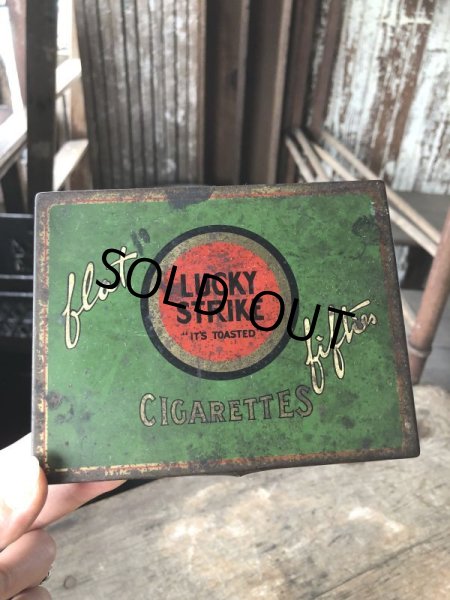 flat
LUCKY
STRIKE
"IT'S TOASTED"
fifties
CIGARETTES
SOLD OUT